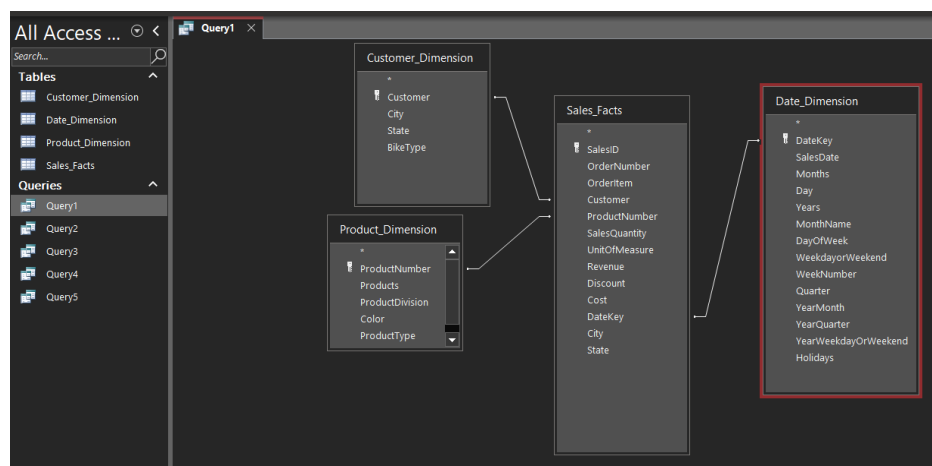 All Access ...
Search...
Tables
Customer_Dimension
Date_Dimension
Product_Dimension
Sales_Facts
Queries
Query1
Query2
Query3
Query4
Query5
Query1
Customer_Dimension
*
Customer
City
State
BikeType
Product_Dimension
*
ProductNumber
Products
ProductDivision
Color
ProductType
Sales_Facts
*
SalesID
OrderNumber
OrderItem
Customer
ProductNumber
SalesQuantity
UnitOfMeasure
Revenue
Discount
Cost
DateKey
City
State
Date_Dimension
*
DateKey
SalesDate
Months
Day
Years
MonthName
DayOfWeek
WeekdayorWeekend
WeekNumber
Quarter
YearMonth
YearQuarter
YearWeekdayOrWeekend
Holidays